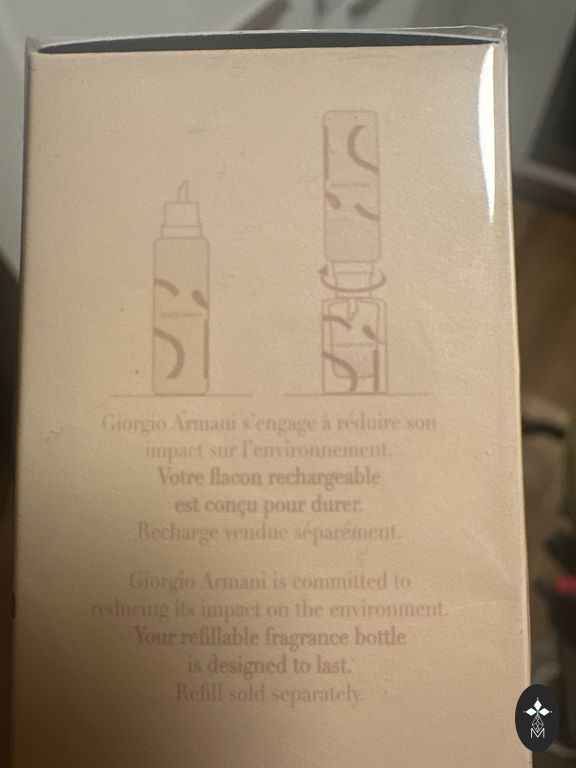 Giorgio Armani s'engage à réduire son
impact sur l'environnement.
Votre flacon rechargeable
est conçu pour durer.
Recharge vendue séparément.
Giorgio Armani is committed to
reducing its impact on the environment.
Your refillable fragrance bottle
is designed to last.
Refill sold separately.
M